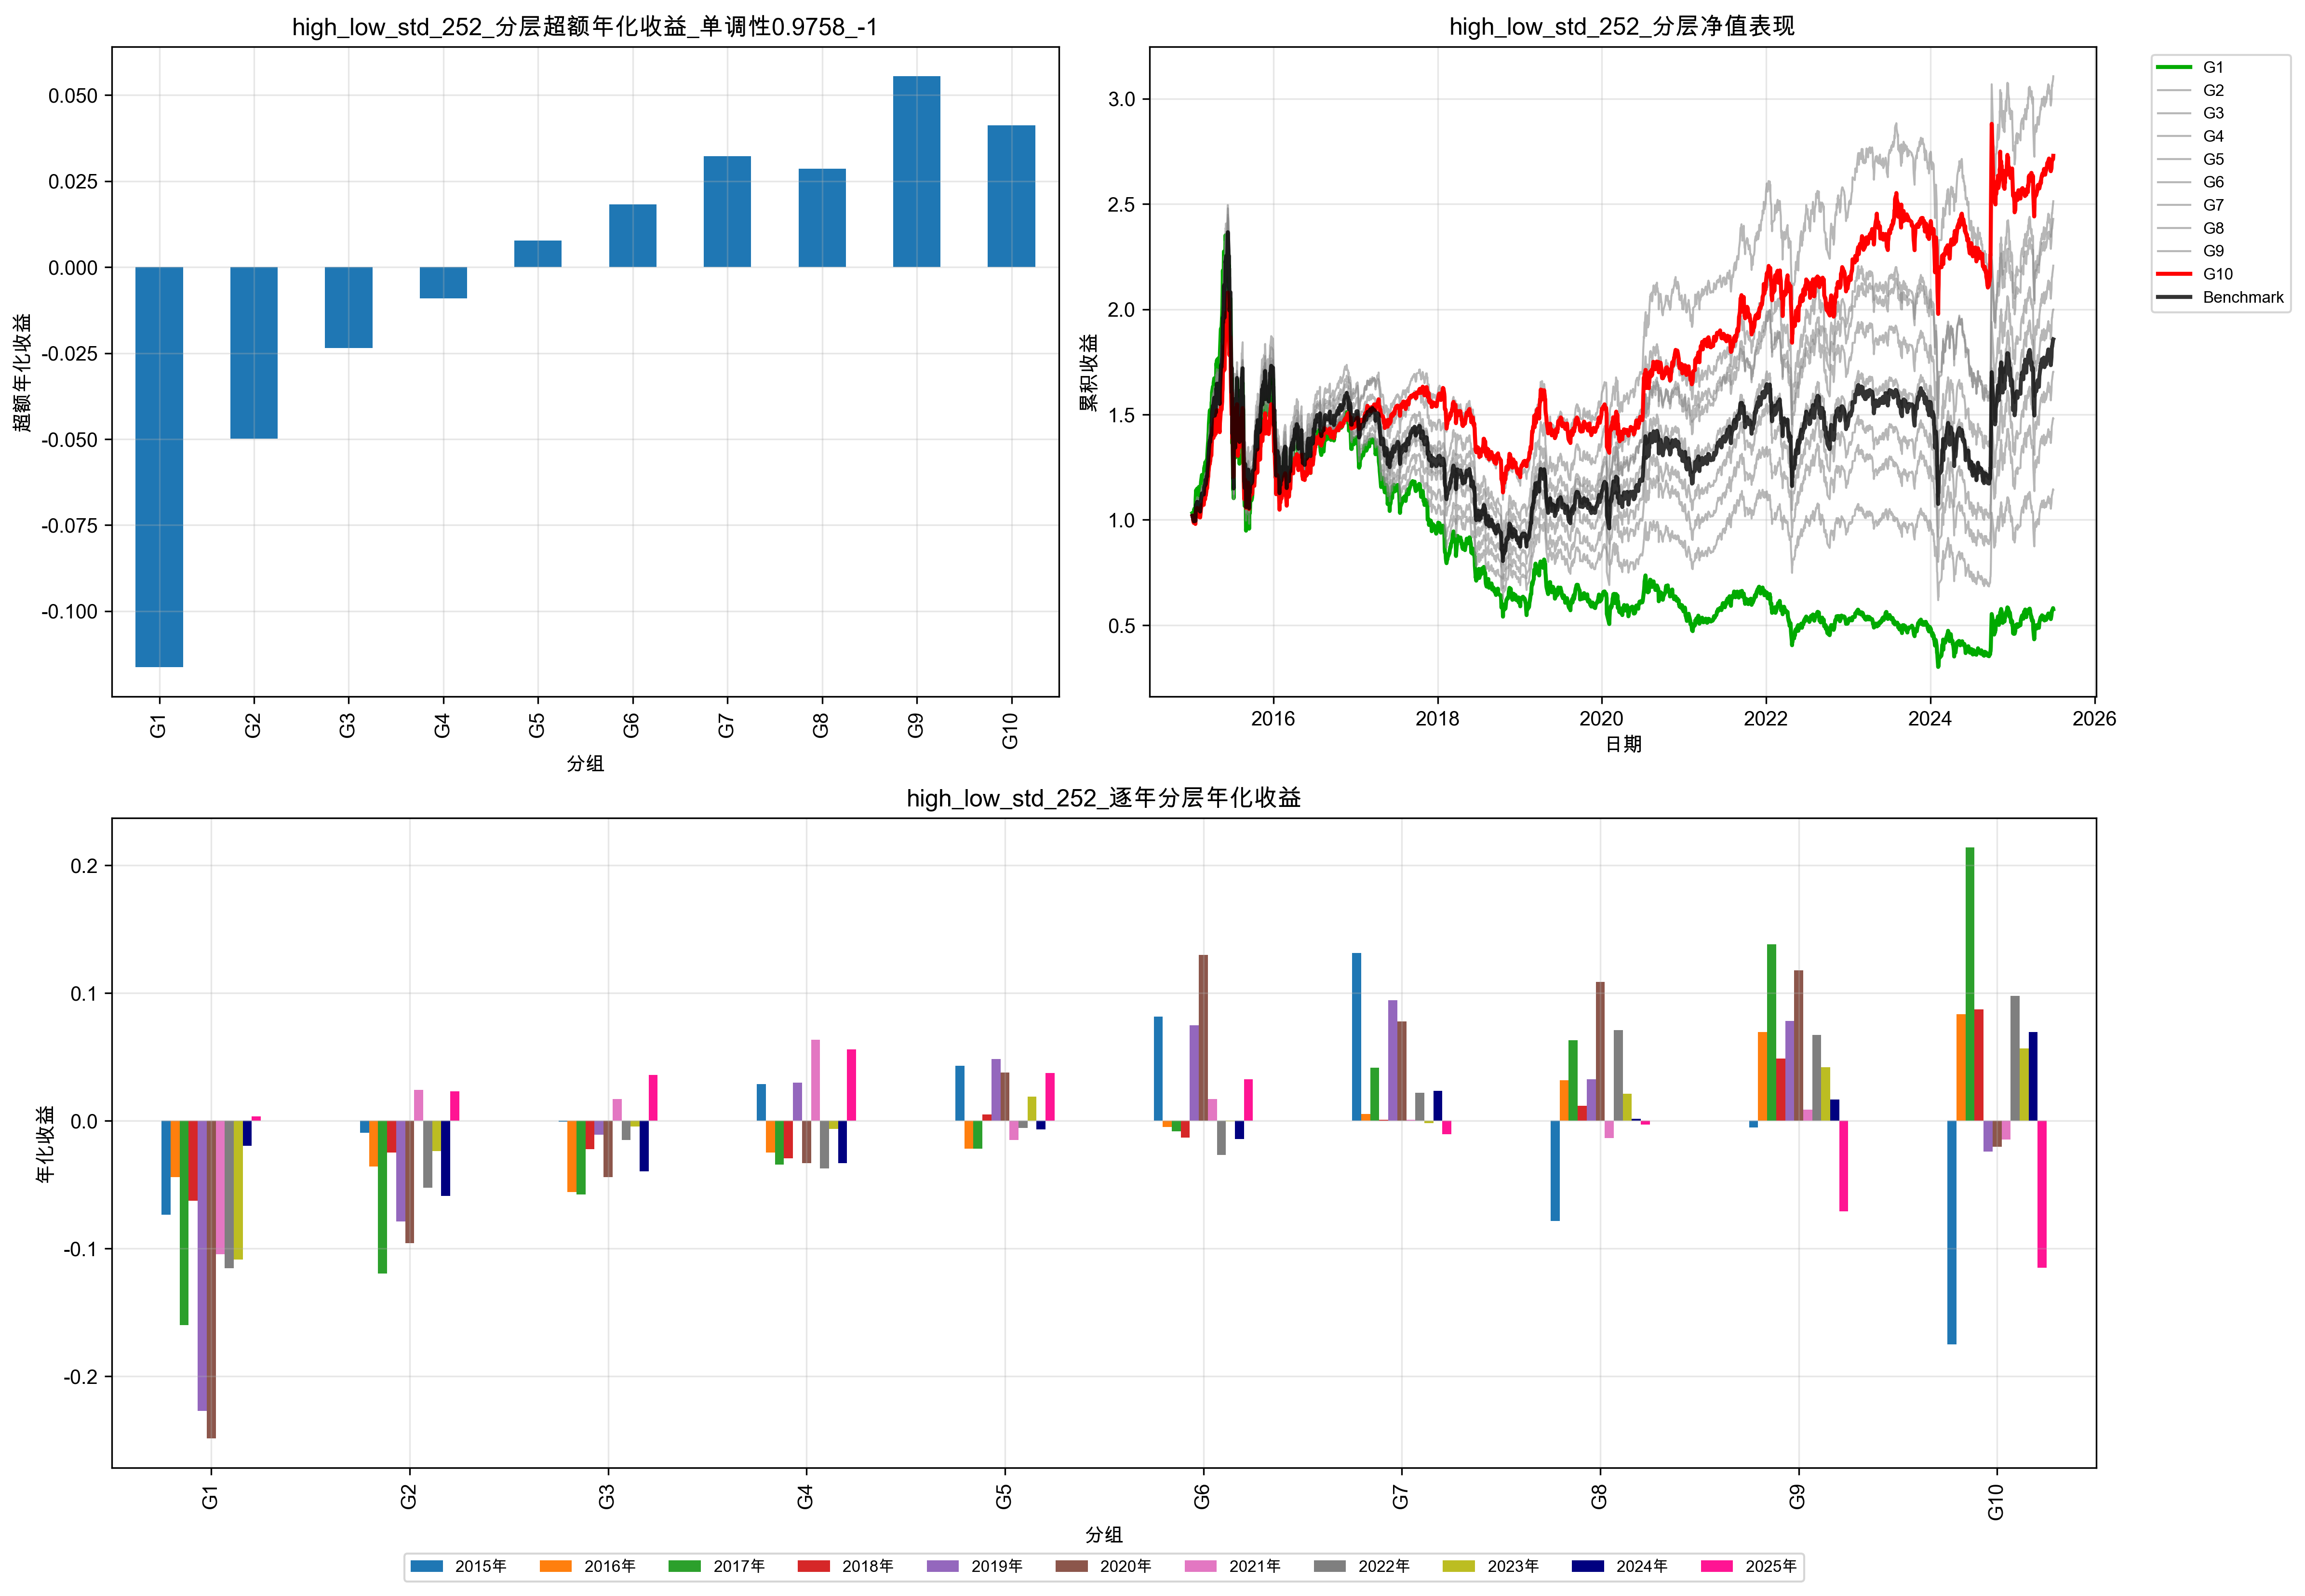 high_low_std_252_分层超额年化收益_单调性0.9758_-1
超额年化收益
0.050
0.025
0.000
-0.025
-0.050
-0.075
-0.100
G1 G2 G3 G4 G5 G6 G7 G8 G9 G10
分组
high_low_std_252_分层净值表现
累积收益
3.0
2.5
2.0
1.5
1.0
0.5
2016 2018 2020 2022 2024 2026
日期
G1
G2
G3
G4
G5
G6
G7
G8
G9
G10
Benchmark
high_low_std_252_逐年分层年化收益
年化收益
0.2
0.1
0.0
-0.1
-0.2
G1 G2 G3 G4 G5 G6 G7 G8 G9 G10
分组
2015年 2016年 2017年 2018年 2019年 2020年 2021年 2022年 2023年 2024年 2025年